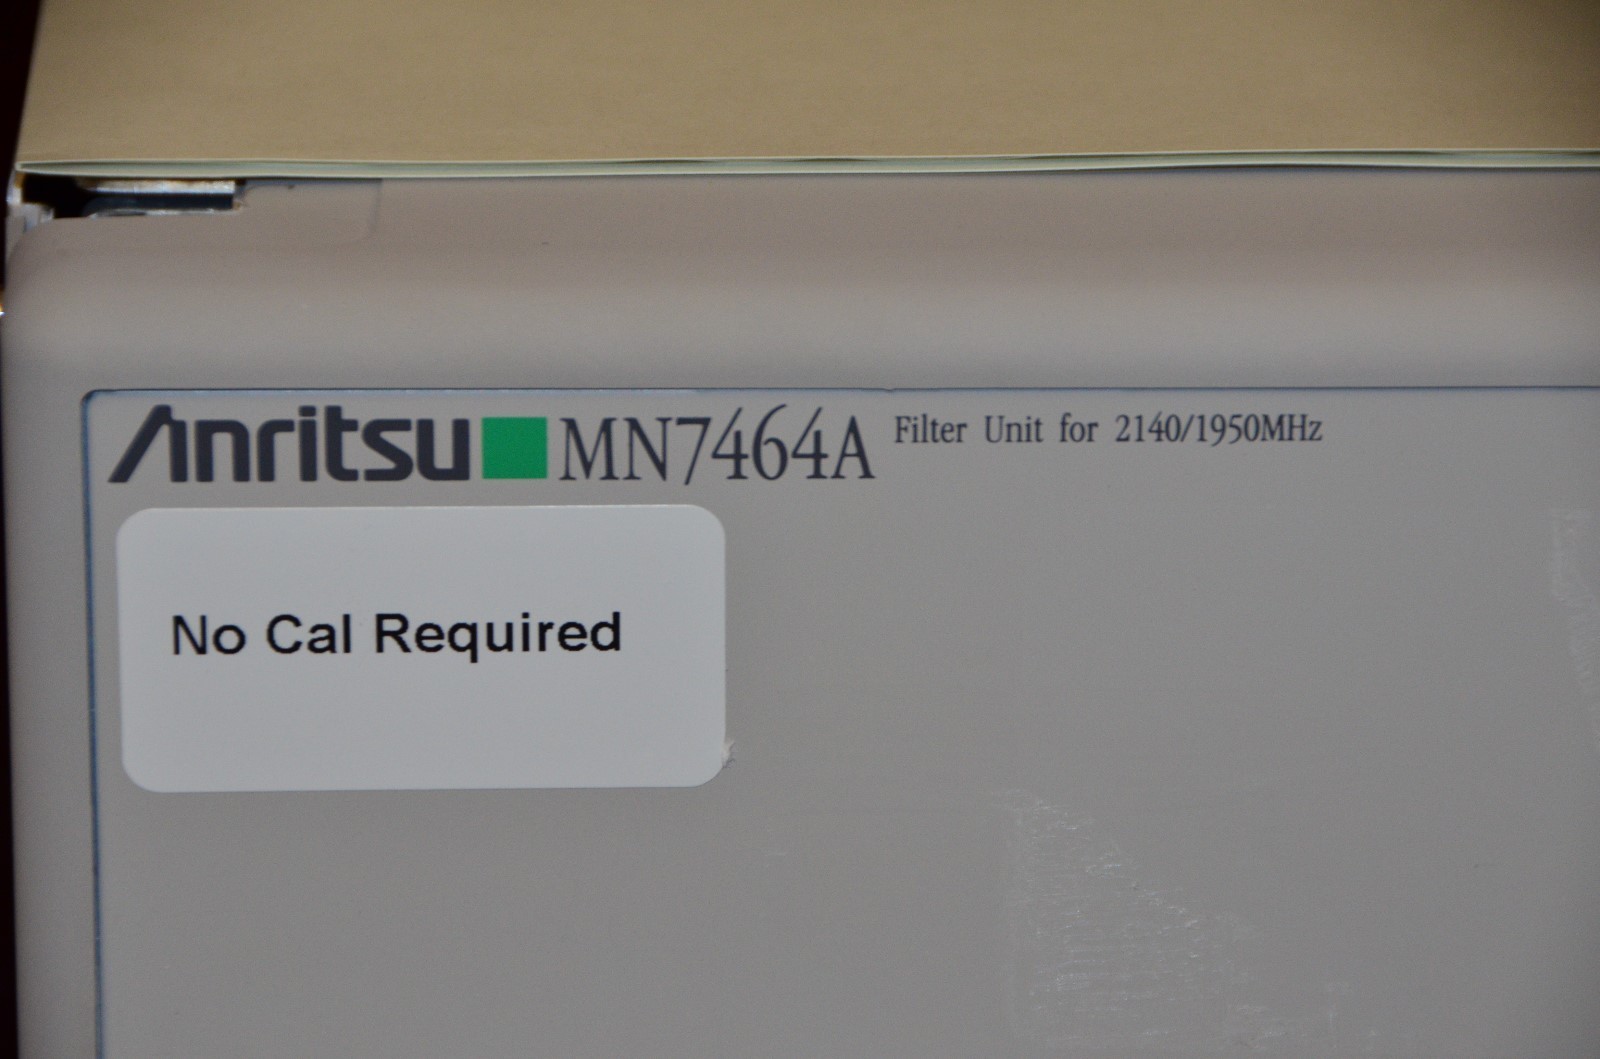 Anritsu MN7464A Filter Unit for 2140/1950MHz
No Cal Required